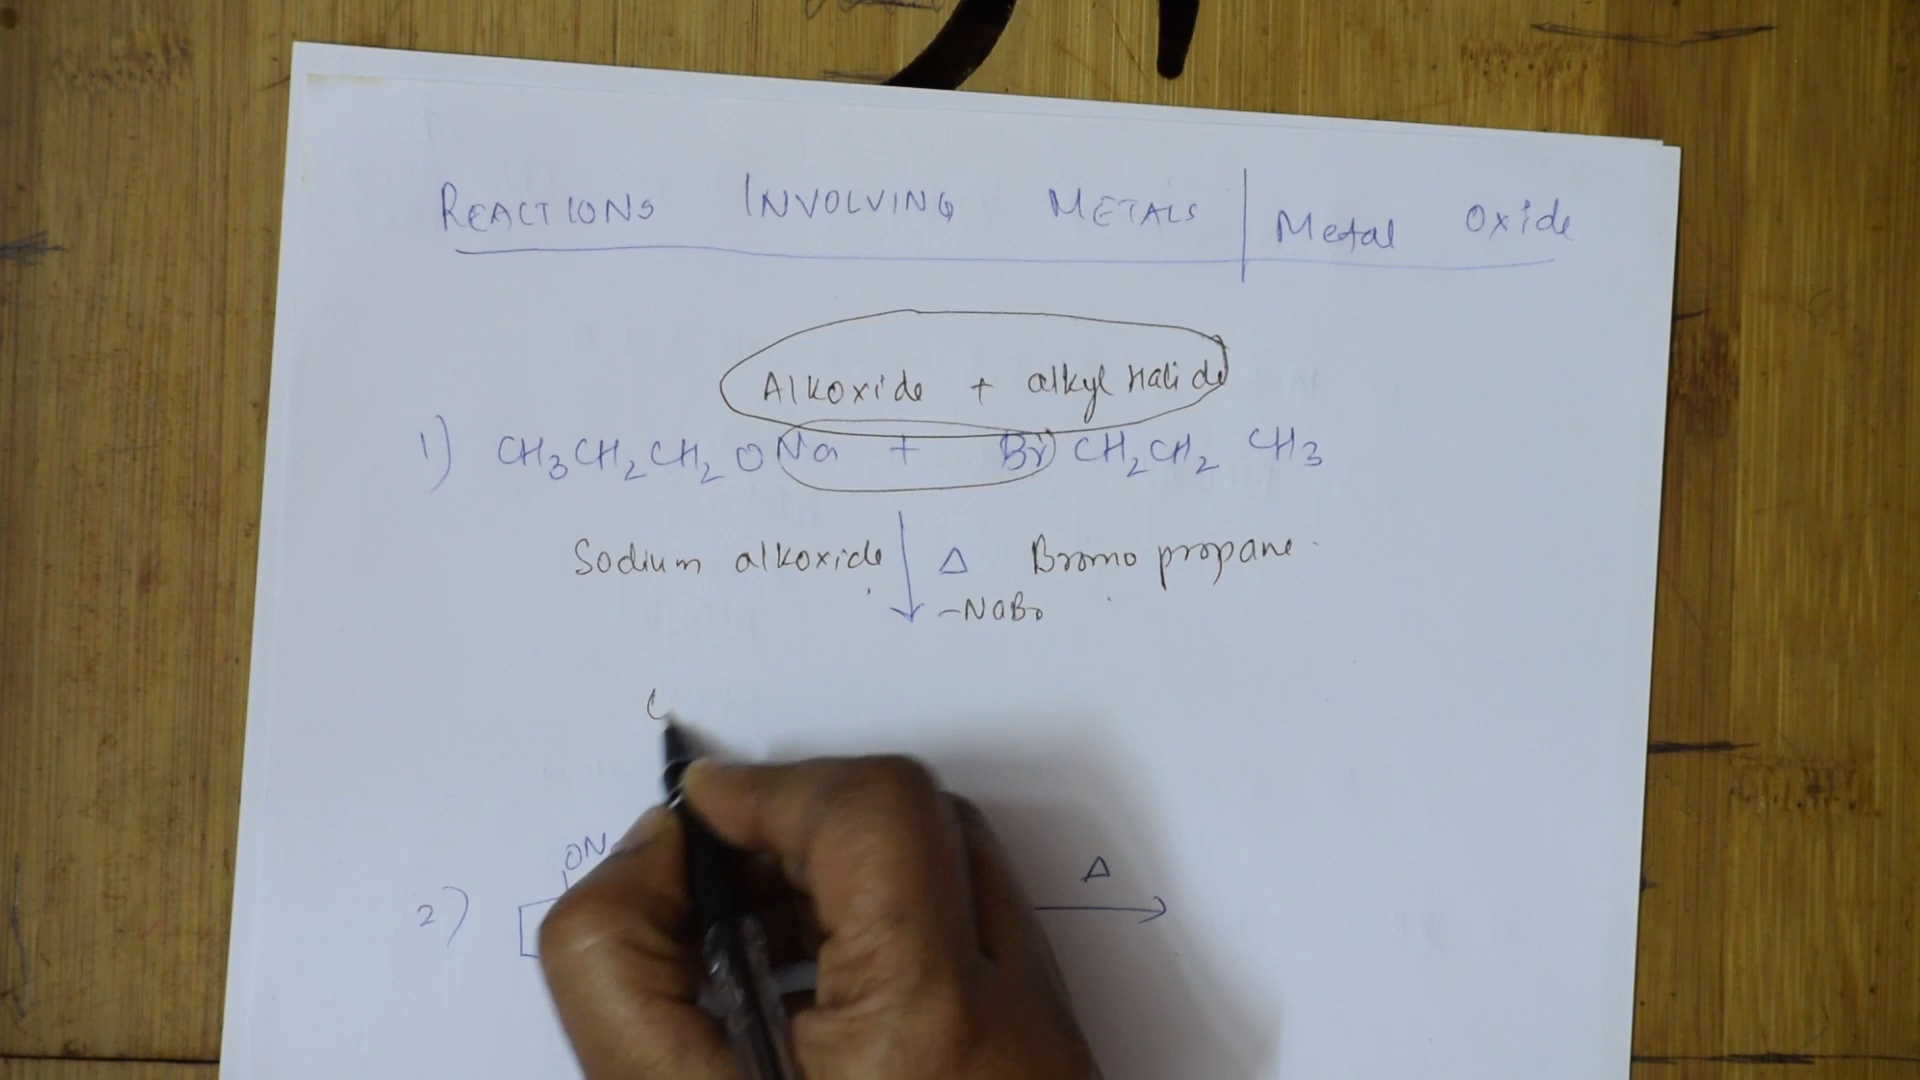 REACTIONS INVOLVING METALS | Metal Oxide
Alkoxide + alkyl Halide
1) CH3CH2CH2ONa + BrCH2CH2CH3
Sodium alkoxide Δ Bromo propane
-NaBr
C
ON
2) Δ